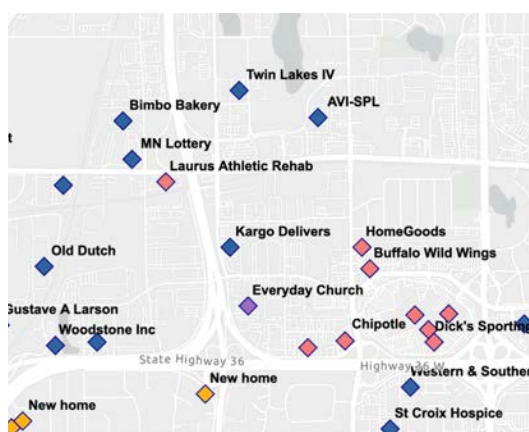 Twin Lakes IV
Bimbo Bakery
AVI-SPL
t
MN Lottery
Laurus Athletic Rehab
Kargo Delivers
HomeGoods
Old Dutch
Buffalo Wild Wings
Everyday Church
Gustave A Larson
Woodstone Inc
Chipotle
Dick's Sporting
State Highway 36
Highway 36 W
New home
Western & Souther
New home
St Croix Hospice